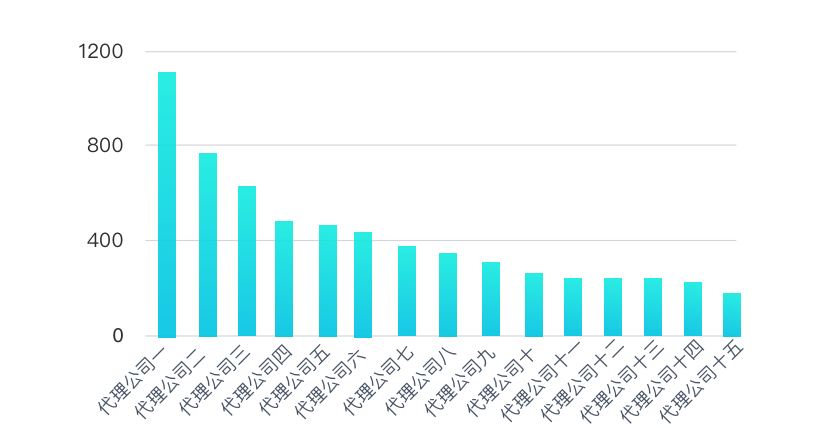 1200
800
400
0
代理公司一
代理公司二
代理公司三
代理公司四
代理公司五
代理公司六
代理公司七
代理公司八
代理公司九
代理公司十
代理公司十一
代理公司十二
代理公司十三
代理公司十四
代理公司十五